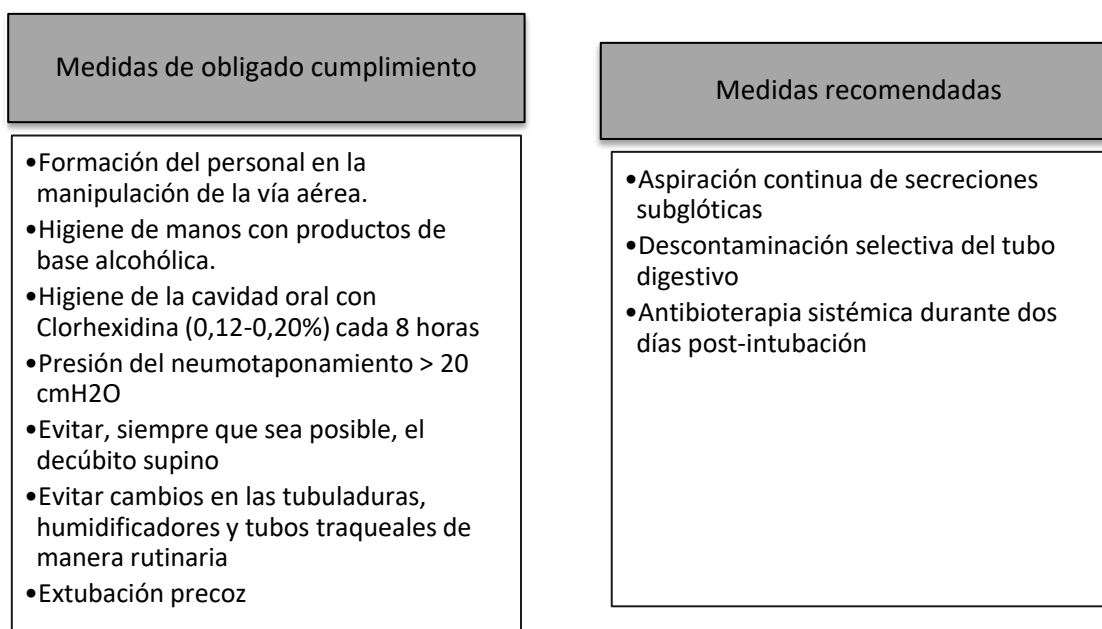 Medidas de obligado cumplimiento
•Formación del personal en la
manipulación de la vía aérea.
•Higiene de manos con productos de
base alcohólica.
•Higiene de la cavidad oral con
Clorhexidina (0,12-0,20%) cada 8 horas
•Presión del neumotaponamiento > 20
cmH2O
•Evitar, siempre que sea posible, el
decúbito supino
•Evitar cambios en las tubuladuras,
humidificadores y tubos traqueales de
manera rutinaria
•Extubación precoz
Medidas recomendadas
•Aspiración continua de secreciones
subglóticas
•Descontaminación selectiva del tubo
digestivo
•Antibioterapia sistémica durante dos
días post-intubación